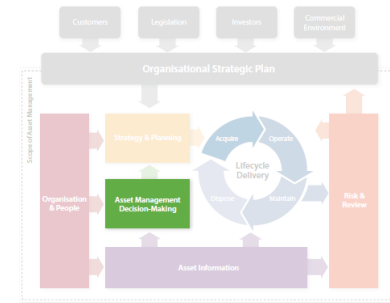 Customers
Legislation
Investors
Commercial
Environment
Organisational Strategic Plan
Scope of Asset Management
Strategy & Planning
Acquire
Operate
Lifecycle
Delivery
Organisation
& People
Asset Management
Decision-Making
Dispose
Maintain
Risk &
Review
Asset Information